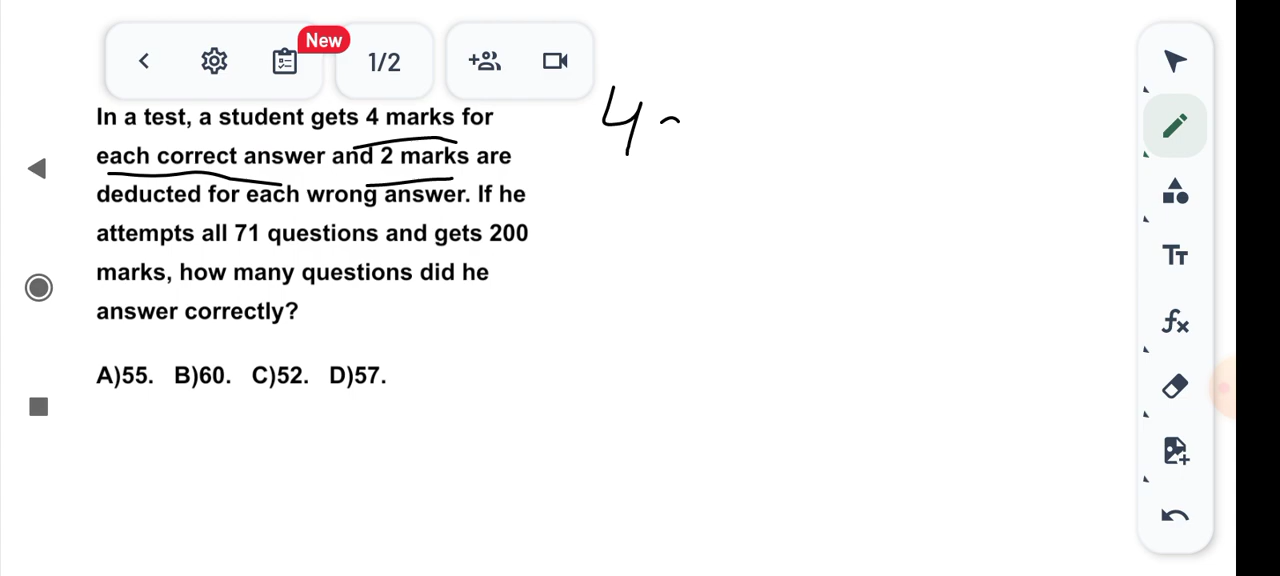 New
1/2
In a test, a student gets 4 marks for
each correct answer and 2 marks are
deducted for each wrong answer. If he
attempts all 71 questions and gets 200
marks, how many questions did he
answer correctly?
A)55. B)60. C)52. D)57.
4
TT
fx